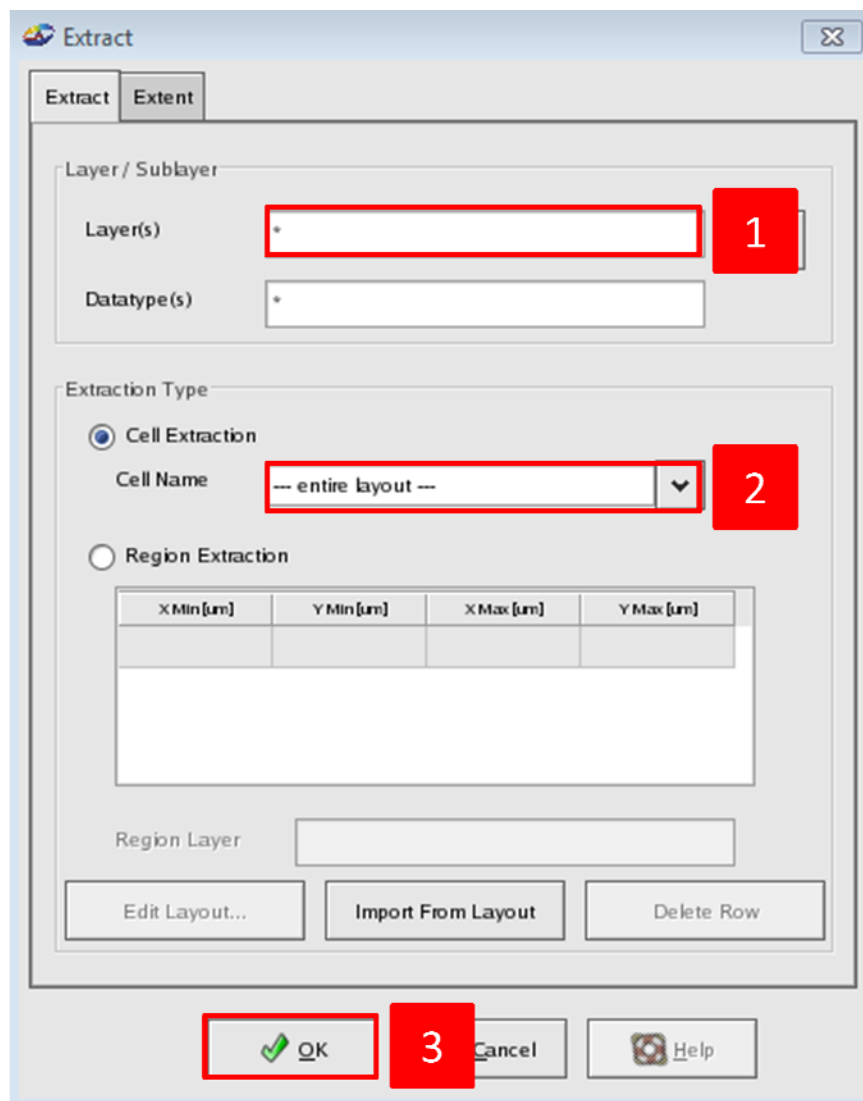 Extract
Extract Extent
Layer / Sublayer
Layer(s) * 1
Datatype(s) *
Extraction Type
Cell Extraction
Cell Name --- entire layout --- 2
Region Extraction
X Min [um] Y Min [um] X Max [um] Y Max [um]
Region Layer
Edit Layout... Import From Layout Delete Row
OK 3 Cancel Help